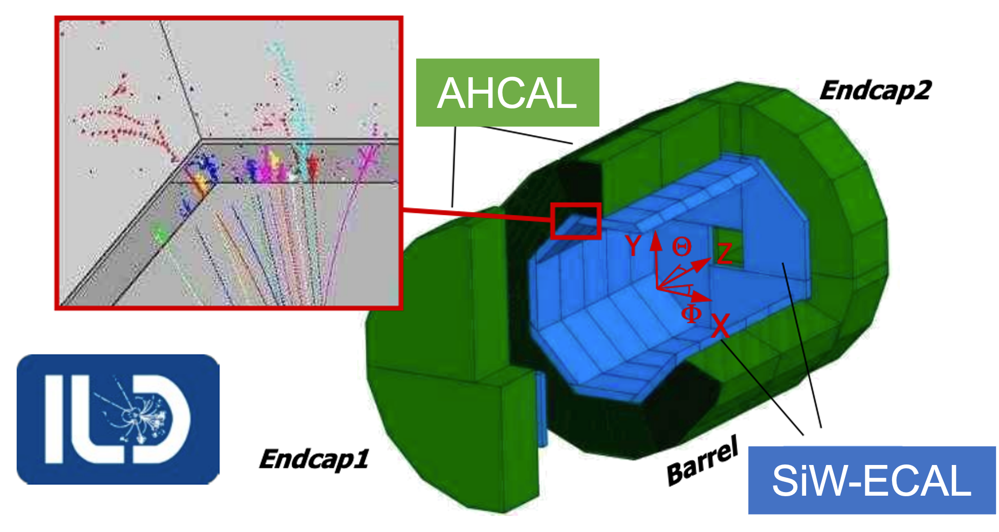 AHCAL
Endcap2
Y
Θ
Z
Φ
X
ILD
Endcap1
Barrel
SiW-ECAL